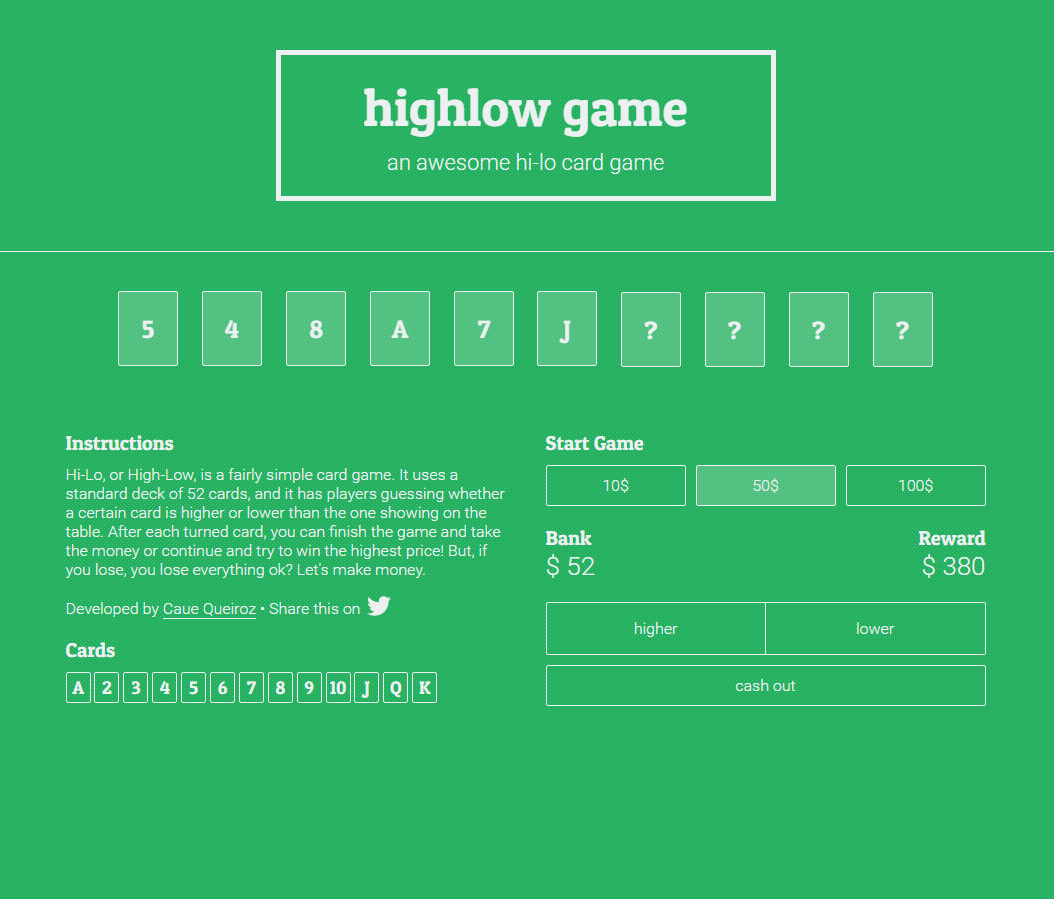 highlow game
an awesome hi-lo card game
5 4 8 A 7 J ? ? ? ?
Instructions
Hi-Lo, or High-Low, is a fairly simple card game. It uses a
standard deck of 52 cards, and it has players guessing whether
a certain card is higher or lower than the one showing on the
table. After each turned card, you can finish the game and take
the money or continue and try to win the highest price! But, if
you lose, you lose everything ok? Let's make money.
Developed by Caue Queiroz • Share this on
Cards
A 2 3 4 5 6 7 8 9 10 J Q K
Start Game
10$ 50$ 100$
Bank Reward
$ 52 $ 380
higher lower
cash out